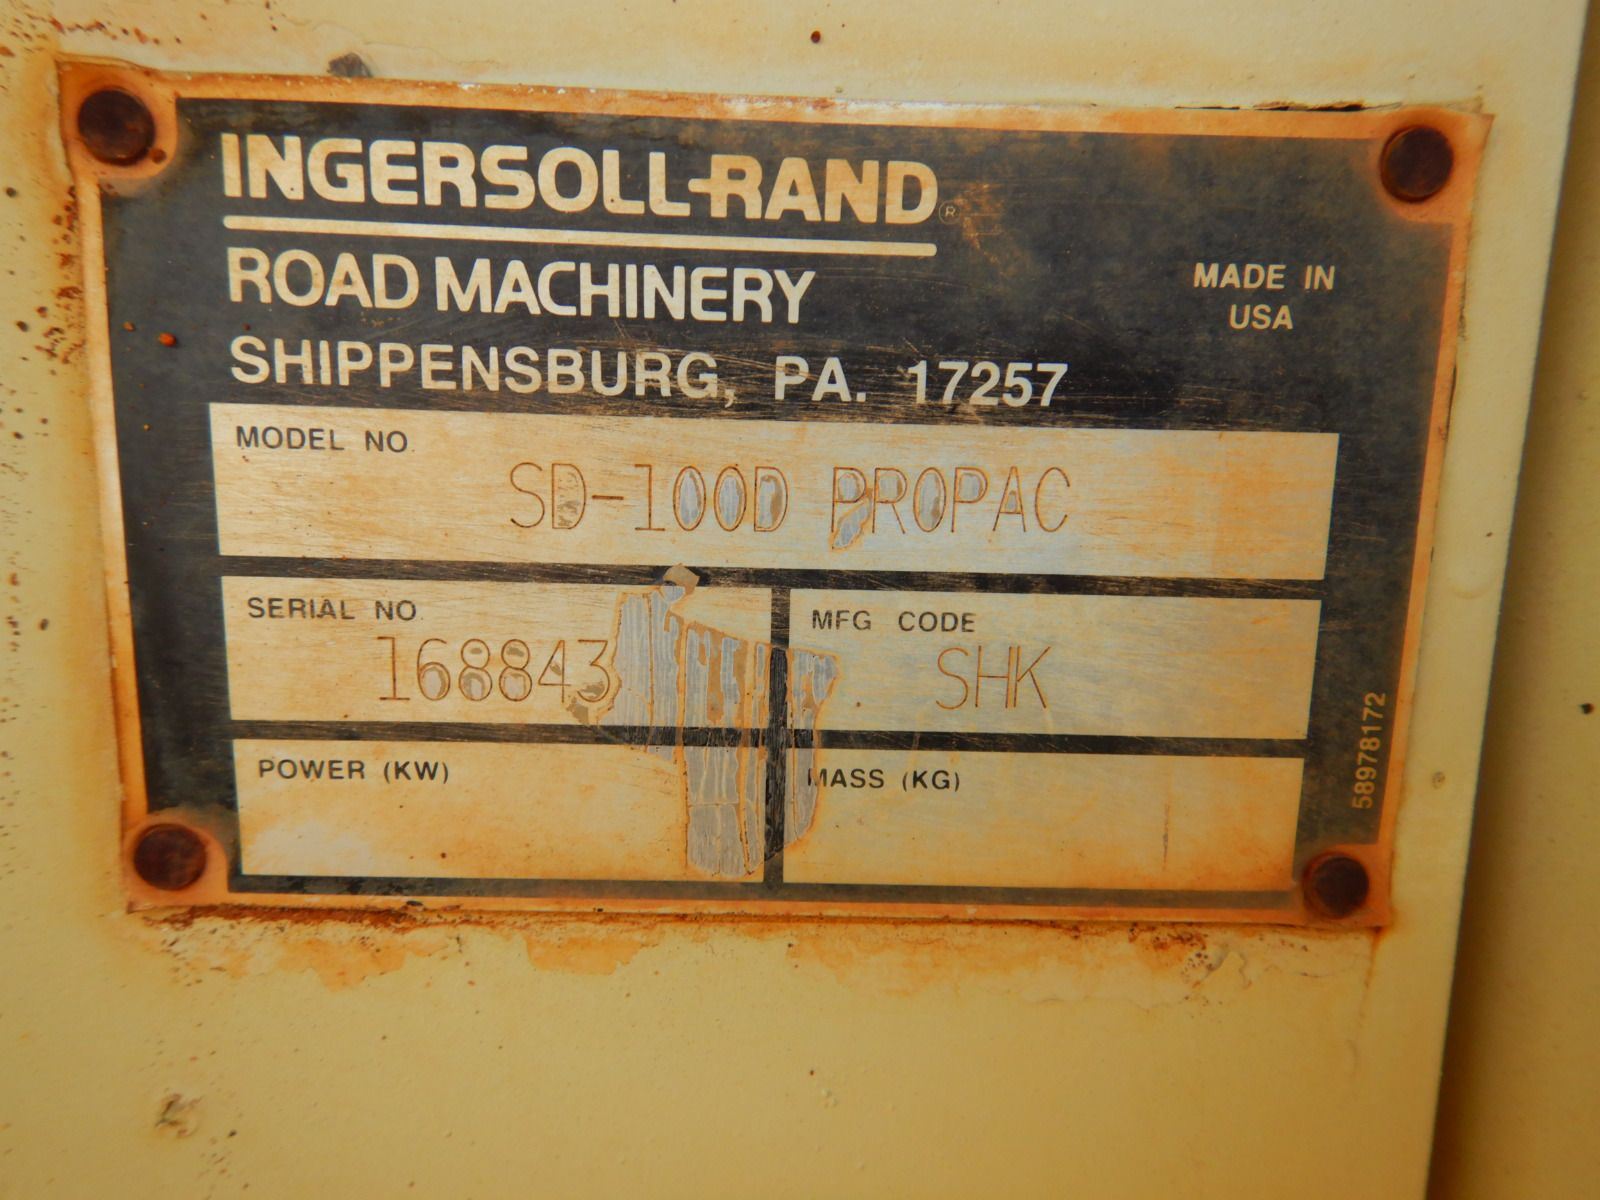 INGERSOLL-RAND®
ROAD MACHINERY
MADE IN
USA
SHIPPENSBURG, PA. 17257
MODEL NO
SD-100D PROPAC
SERIAL NO
168843
MFG CODE
SHK
POWER (KW)
MASS (KG)
58978172